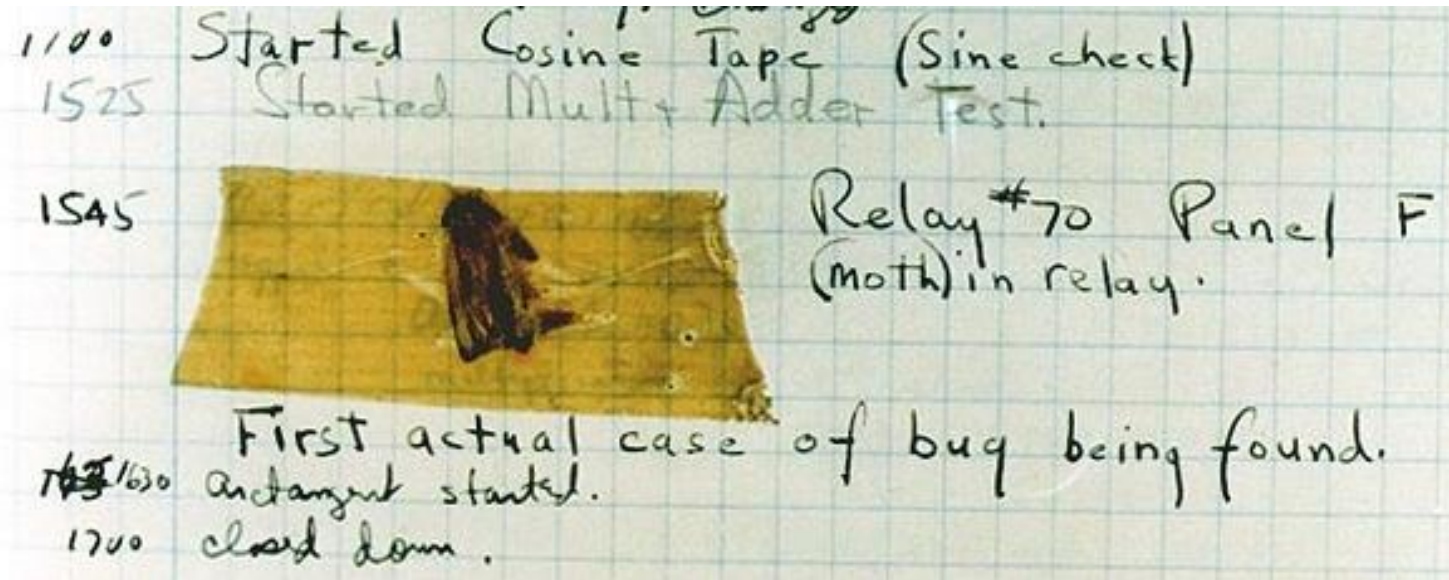 1100 Started Cosine Tape (Sine check)
1525 Started Mult + Adder Test.
1545 Relay #70 Panel F
(moth) in relay.
First actual case of bug being found.
1630 arctangent started.
1700 closed down.